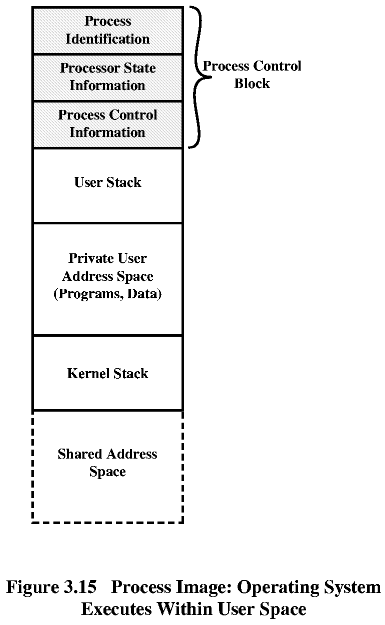 Process
Identification
Processor State
Information
Process Control
Information
Process Control
Block
User Stack
Private User
Address Space
(Programs, Data)
Kernel Stack
Shared Address
Space
Figure 3.15 Process Image: Operating System
Executes Within User Space